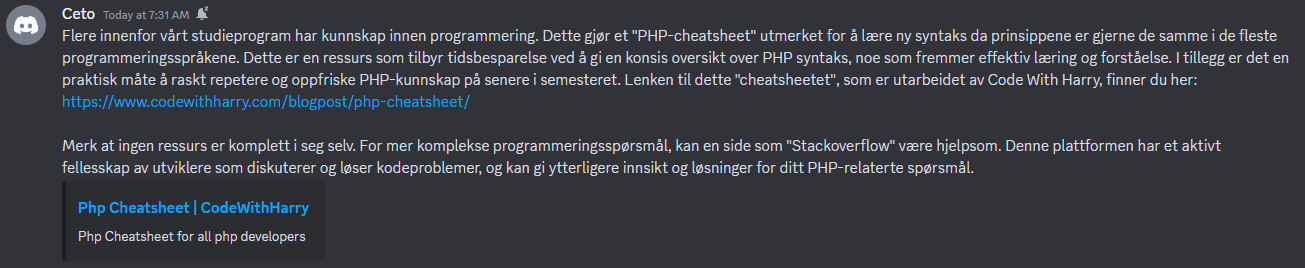 Ceto Today at 7:31 AM
Flere innenfor vårt studieprogram har kunnskap innen programmering. Dette gjør et "PHP-cheatsheet" utmerket for å lære ny syntaks da prinsippene er gjerne de samme i de fleste
programmeringsspråkene. Dette er en ressurs som tilbyr tidsbesparelse ved å gi en konsis oversikt over PHP syntaks, noe som fremmer effektiv læring og forståelse. I tillegg er det en
praktisk måte å raskt repetere og oppfriske PHP-kunnskap på senere i semesteret. Lenken til dette "cheatsheetet", som er utarbeidet av Code With Harry, finner du her:
https://www.codewithharry.com/blogpost/php-cheatsheet/
Merk at ingen ressurs er komplett i seg selv. For mer komplekse programmeringsspørsmål, kan en side som "Stackoverflow" være hjelpsom. Denne plattformen har et aktivt
fellesskap av utviklere som diskuterer og løser kodeproblemer, og kan gi ytterligere innsikt og løsninger for ditt PHP-relaterte spørsmål.
Php Cheatsheet | CodeWithHarry
Php Cheatsheet for all php developers